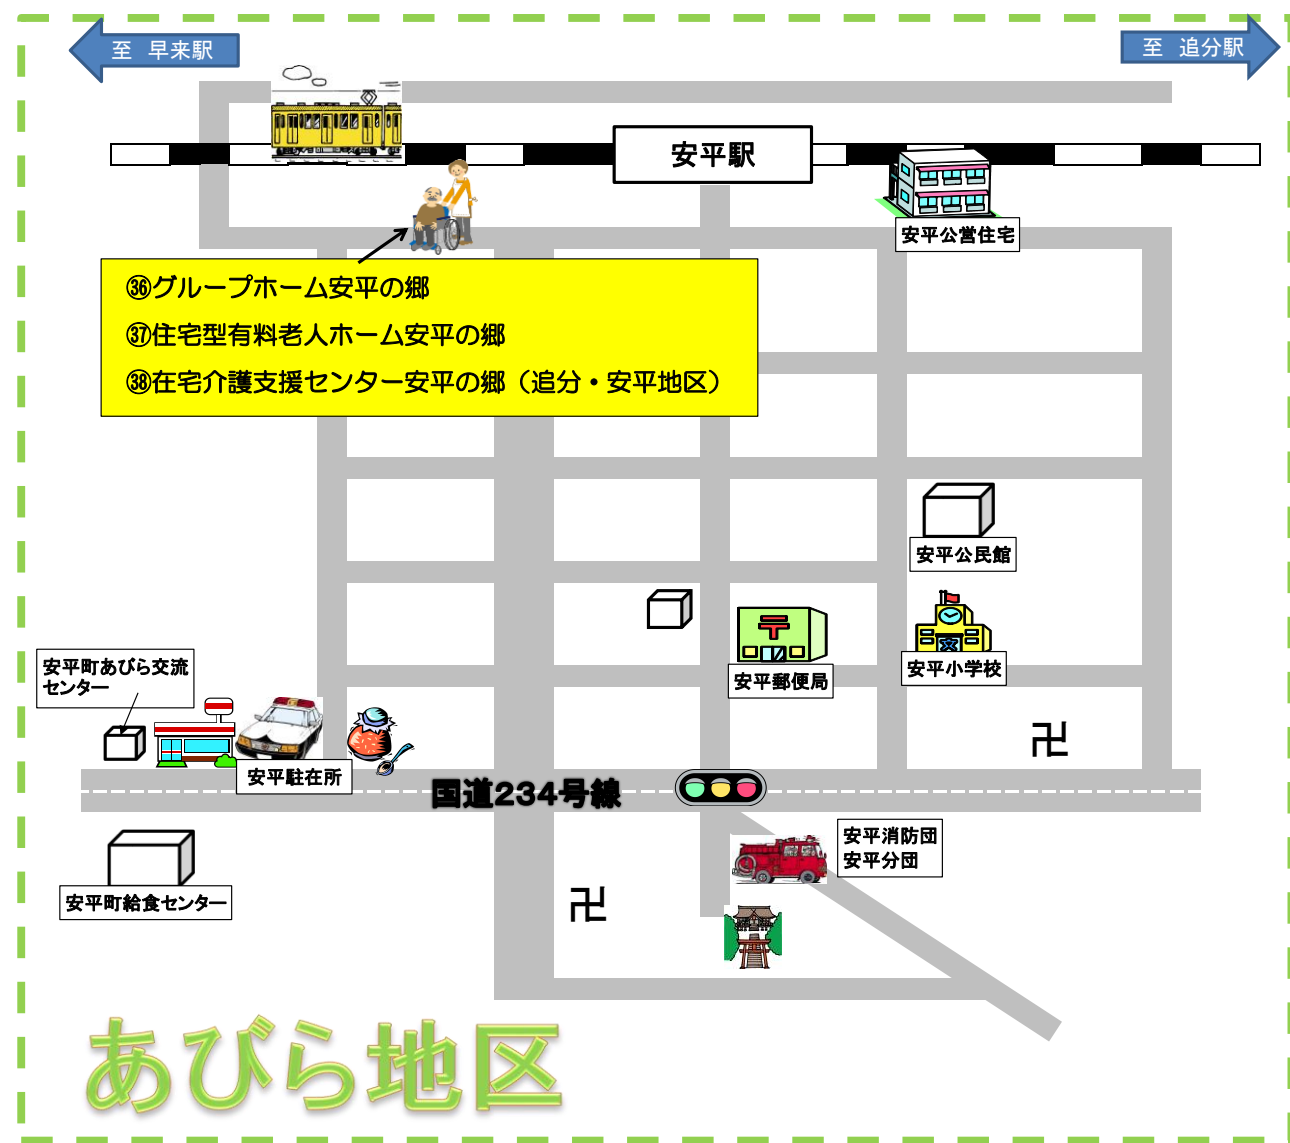 至　早来駅
至　追分駅
安平駅
安平公営住宅
㊱グループホーム安平の郷
㊲住宅型有料老人ホーム安平の郷
㊳在宅介護支援センター安平の郷（追分・安平地区）
安平公民館
安平郵便局
安平小学校
安平町あびら交流
センター
安平駐在所
国道234号線
卍
安平消防団
安平分団
安平町給食センター
卍
あびら地区